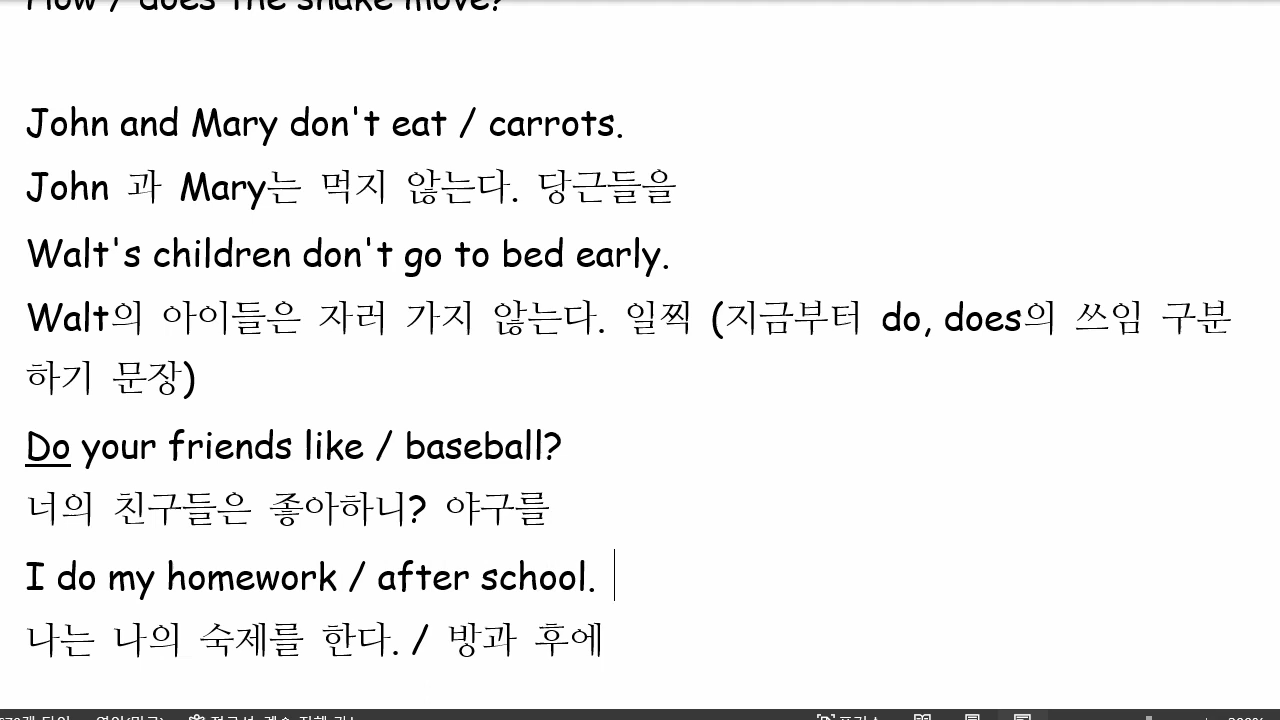 How / does the snake move?
John and Mary don't eat / carrots.
John 과 Mary는 먹지 않는다. 당근들을
Walt's children don't go to bed early.
Walt의 아이들은 자러 가지 않는다. 일찍 (지금부터 do, does의 쓰임 구분
하기 문장)
Do your friends like / baseball?
너의 친구들은 좋아하니? 야구를
I do my homework / after school.
나는 나의 숙제를 한다. / 방과 후에